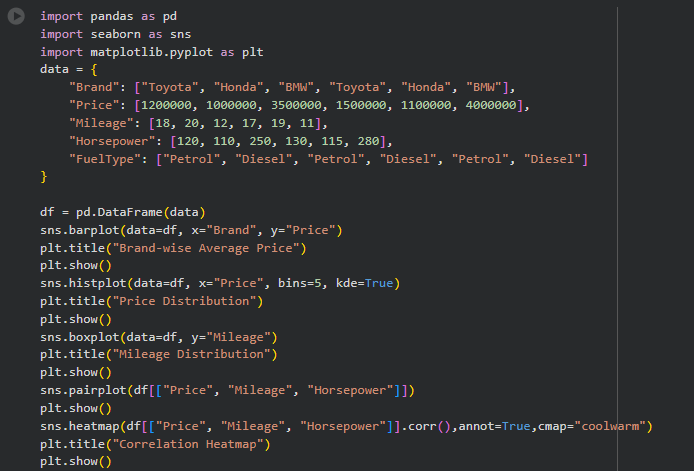 import pandas as pd
import seaborn as sns
import matplotlib.pyplot as plt
data = {
    "Brand": ["Toyota", "Honda", "BMW", "Toyota", "Honda", "BMW"],
    "Price": [1200000, 1000000, 3500000, 1500000, 1100000, 4000000],
    "Mileage": [18, 20, 12, 17, 19, 11],
    "Horsepower": [120, 110, 250, 130, 115, 280],
    "FuelType": ["Petrol", "Diesel", "Petrol", "Diesel", "Petrol", "Diesel"]
}

df = pd.DataFrame(data)
sns.barplot(data=df, x="Brand", y="Price")
plt.title("Brand-wise Average Price")
plt.show()
sns.histplot(data=df, x="Price", bins=5, kde=True)
plt.title("Price Distribution")
plt.show()
sns.boxplot(data=df, y="Mileage")
plt.title("Mileage Distribution")
plt.show()
sns.pairplot(df[["Price", "Mileage", "Horsepower"]])
plt.show()
sns.heatmap(df[["Price", "Mileage", "Horsepower"]].corr(),annot=True,cmap="coolwarm")
plt.title("Correlation Heatmap")
plt.show()